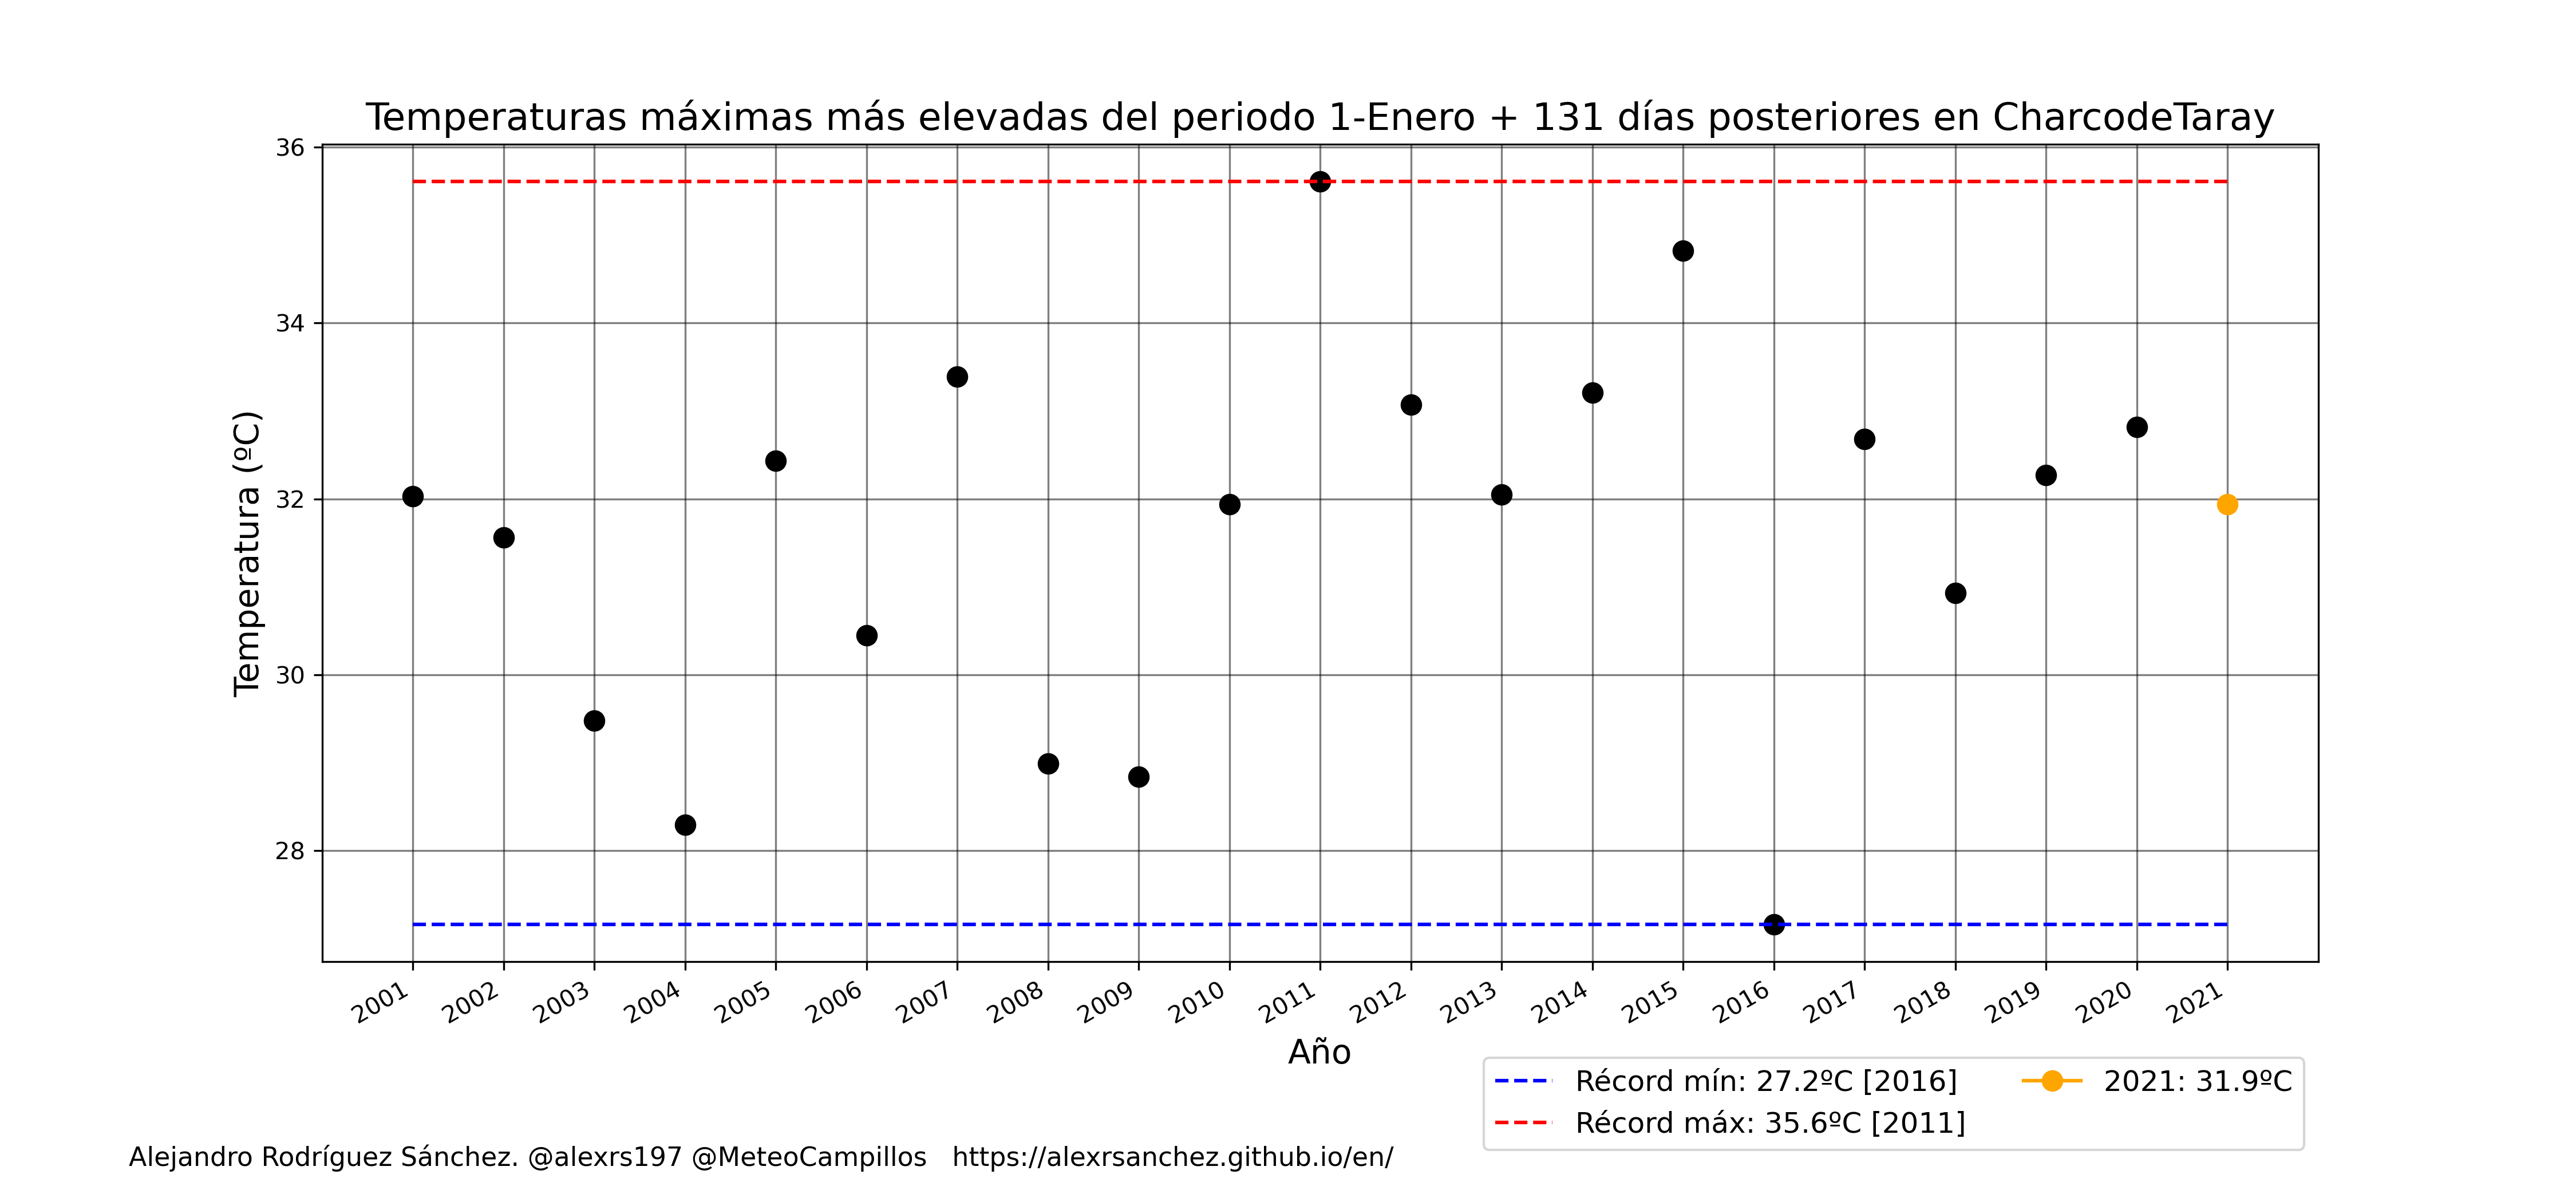 Temperaturas máximas más elevadas del periodo 1-Enero + 131 días posteriores en CharcodeTaray
36
34
32
30
28
Temperatura (ºC)
2001 2002 2003 2004 2005 2006 2007 2008 2009 2010 2011 2012 2013 2014 2015 2016 2017 2018 2019 2020 2021
Año
Récord mín: 27.2ºC [2016] 2021: 31.9ºC
Récord máx: 35.6ºC [2011]
Alejandro Rodríguez Sánchez. @alexrs197 @MeteoCampillos https://alexrsanchez.github.io/en/